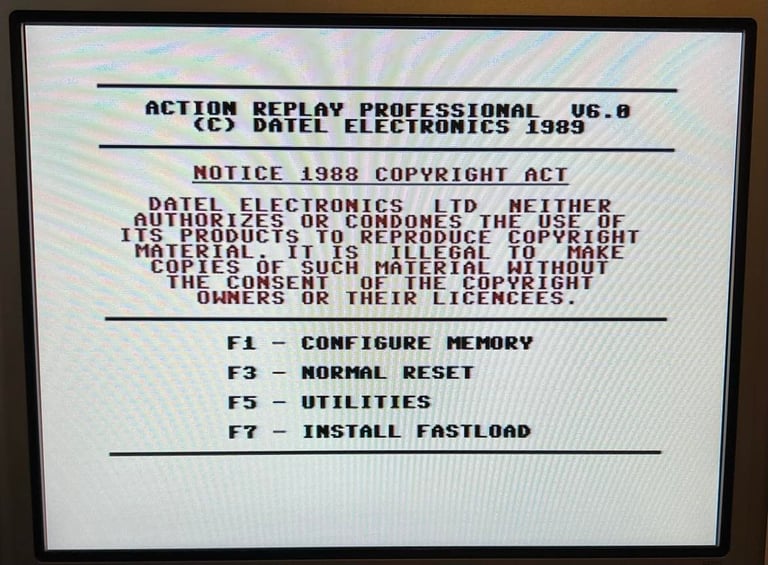 ACTION REPLAY PROFESSIONAL V6.0
(C) DATEL ELECTRONICS 1989
NOTICE 1988 COPYRIGHT ACT
DATEL ELECTRONICS LTD NEITHER
AUTHORIZES OR CONDONES THE USE OF
ITS PRODUCTS TO REPRODUCE COPYRIGHT
MATERIAL. IT IS ILLEGAL TO MAKE
COPIES OF SUCH MATERIAL WITHOUT
THE CONSENT OF THE COPYRIGHT
OWNERS OR THEIR LICENCEES.
F1 - CONFIGURE MEMORY
F3 - NORMAL RESET
F5 - UTILITIES
F7 - INSTALL FASTLOAD